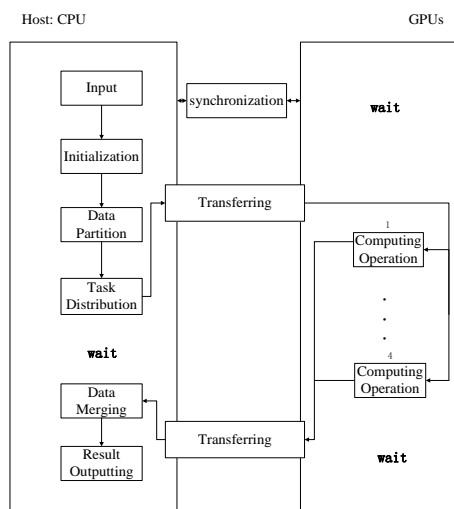 Host: CPU
GPUs
Input
synchronization
wait
Initialization
Transferring
Data
Partition
1
Computing
Operation
Task
Distribution
.
.
.
wait
4
Computing
Operation
Data
Merging
Transferring
Result
Outputting
wait